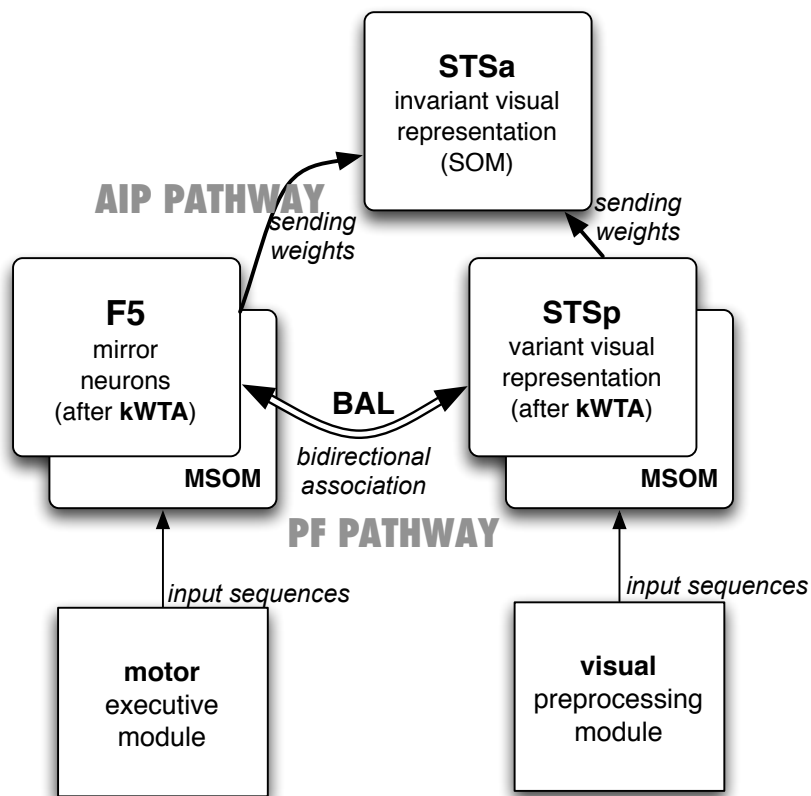 STSa
invariant visual
representation
(SOM)
AIP PATHWAY
sending
weights
sending
weights
F5
mirror
neurons
(after kWTA)
MSOM
BAL
bidirectional
association
STSp
variant visual
representation
(after kWTA)
MSOM
PF PATHWAY
input sequences
input sequences
motor
executive
module
visual
preprocessing
module